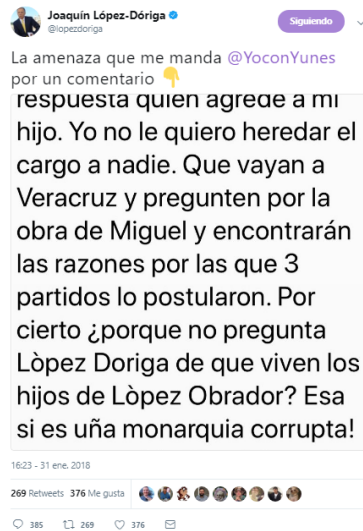 Joaquín López-Dóriga
@lopezdoriga
Siguiendo
La amenaza que me manda @YoconYunes
por un comentario 👇
respuesta quien agrede a mi
hijo. Yo no le quiero heredar el
cargo a nadie. Que vayan a
Veracruz y pregunten por la
obra de Miguel y encontrarán
las razones por las que 3
partidos lo postularon. Por
cierto ¿porque no pregunta
Lòpez Doriga de que viven los
hijos de Lòpez Obrador? Esa
si es uña monarquia corrupta!
16:23 - 31 ene. 2018
269 Retweets 376 Me gusta
385 269 376